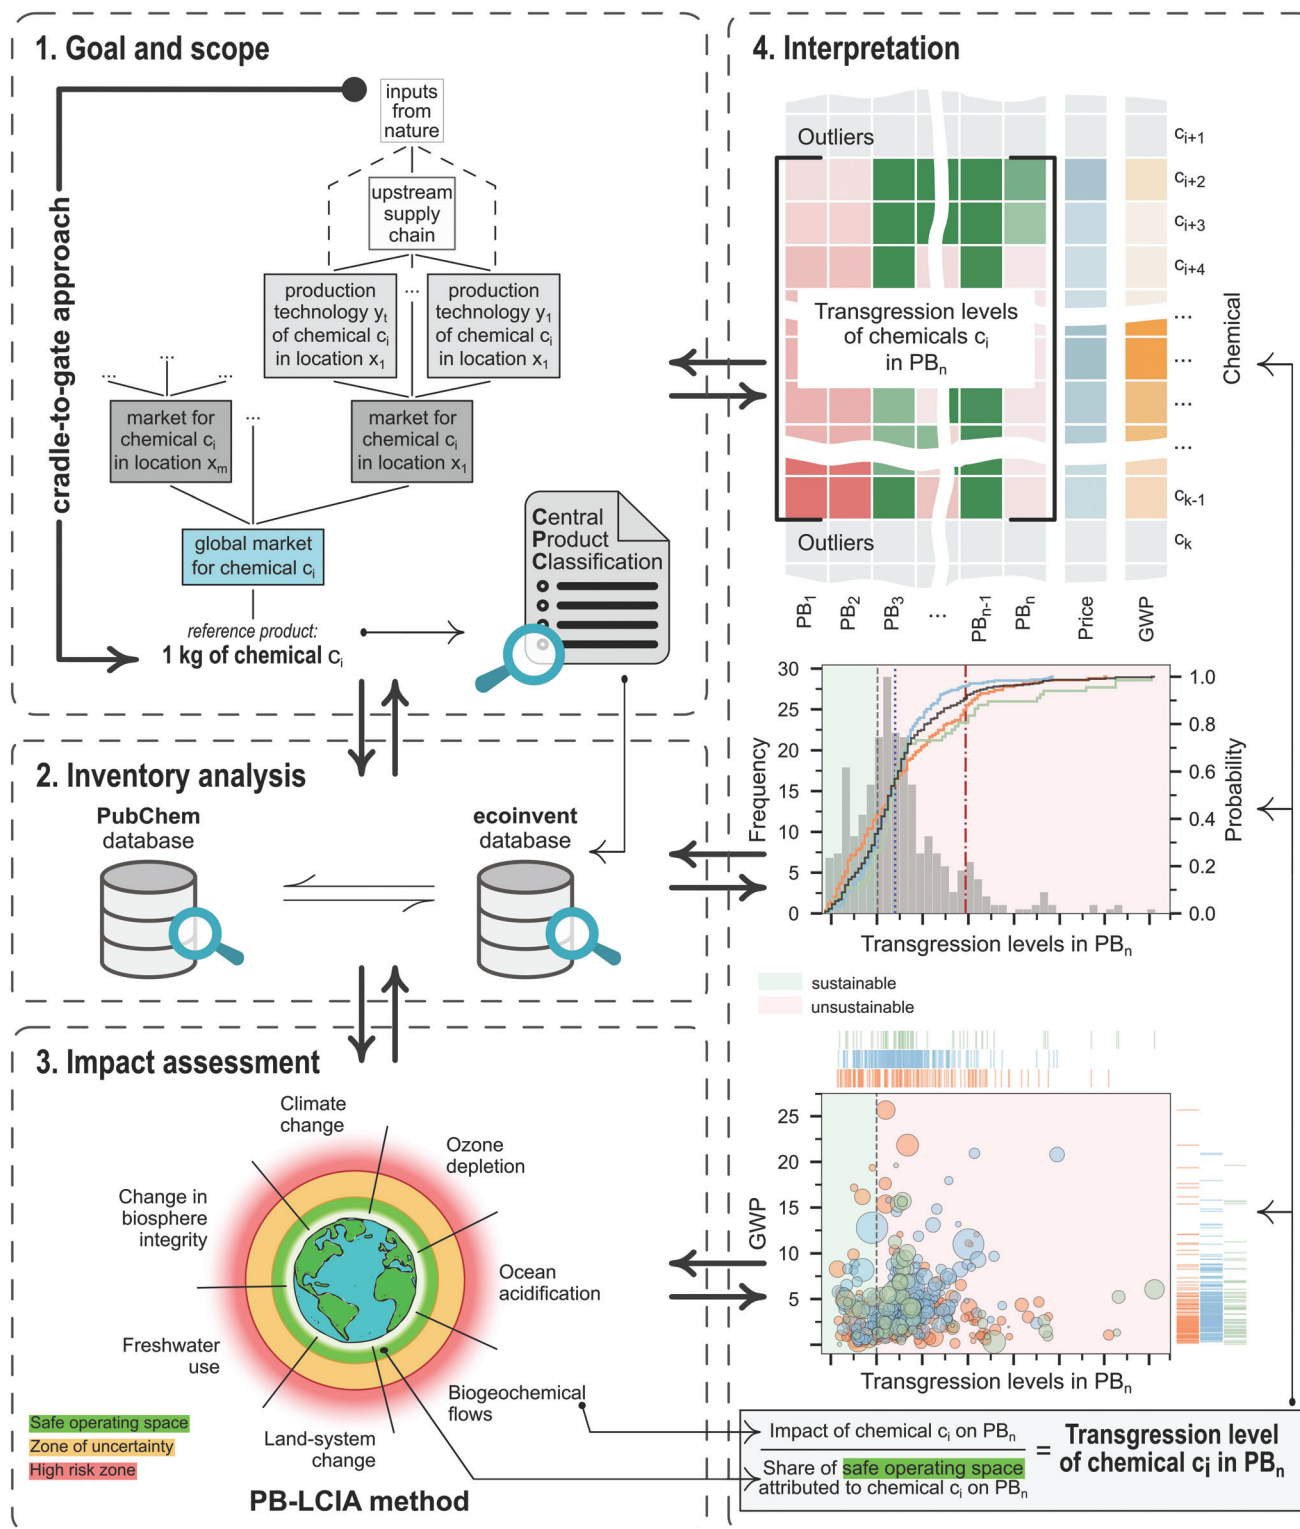 1. Goal and scope
inputs
from
nature
upstream
supply
chain
cradle-to-gate approach
production
technology yt
of chemical ci
in location x1
...
production
technology y1
of chemical ci
in location x1
...
...
...
...
market for
chemical ci
in location xm
market for
chemical ci
in location x1
global market
for chemical ci
reference product:
1 kg of chemical ci
Central
Product
Classification
2. Inventory analysis
PubChem
database
ecoinvent
database
3. Impact assessment
Climate
change
Ozone
depletion
Change in
biosphere
integrity
Ocean
acidification
Freshwater
use
Biogeochemical
flows
Land-system
change
Safe operating space
Zone of uncertainty
High risk zone
PB-LCIA method
4. Interpretation
Outliers
Transgression levels
of chemicals ci
in PBn
Outliers
ci+1
ci+2
ci+3
ci+4
...
...
...
...
ck-1
ck
Chemical
PB1
PB2
PB3
...
PBn-1
PBn
Price
GWP
30
25
20
15
10
5
0
Frequency
1.0
0.8
0.6
0.4
0.2
0.0
Probability
Transgression levels in PBn
sustainable
unsustainable
25
20
15
10
5
GWP
Transgression levels in PBn
Impact of chemical ci on PBn
Share of safe operating space
attributed to chemical ci on PBn
=
Transgression level
of chemical ci in PBn